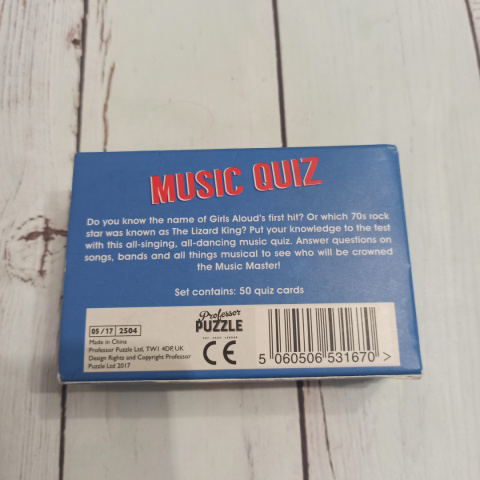 MUSIC QUIZ
Do you know the name of Girls Aloud's first hit? Or which 70s rock
star was known as The Lizard King? Put your knowledge to the test
with this all-singing, all-dancing music quiz. Answer questions on
songs, bands and all things musical to see who will be crowned
the Music Master!
Set contains: 50 quiz cards
05/17 2504
Made in China
Professor Puzzle Ltd, TW1 4DP, UK
Design Rights and Copyright Professor
Puzzle Ltd 2017
Professor
PUZZLE
CE
5 060506 531670 >